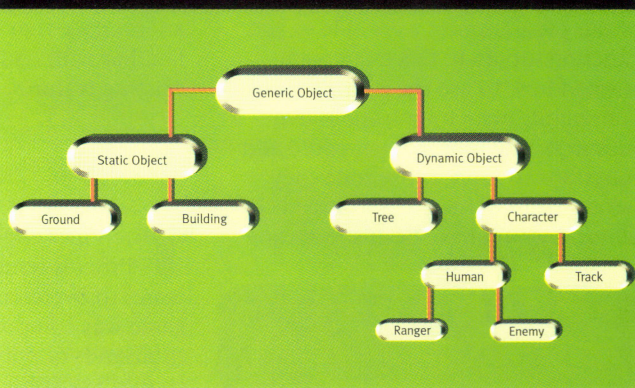 Generic Object
Static Object
Dynamic Object
Ground
Building
Tree
Character
Human
Track
Ranger
Enemy